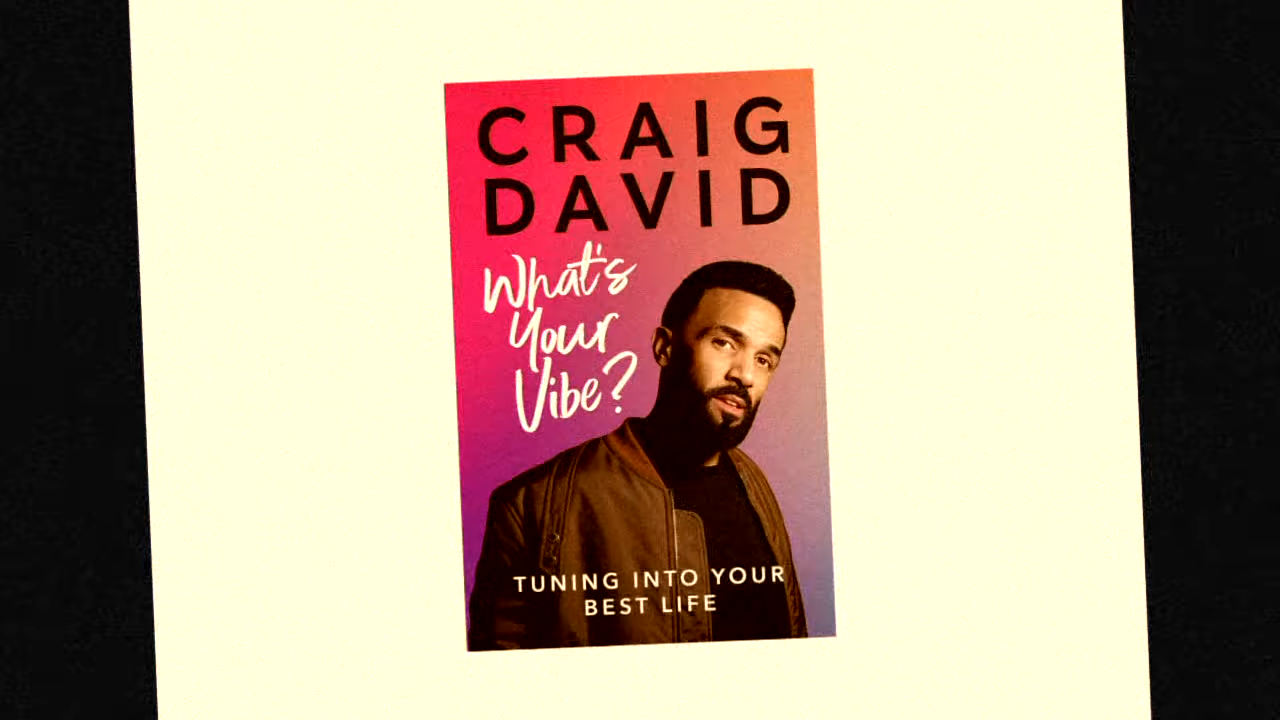 CRAIG
DAVID
What's
Your
Vibe?
TUNING INTO YOUR
BEST LIFE